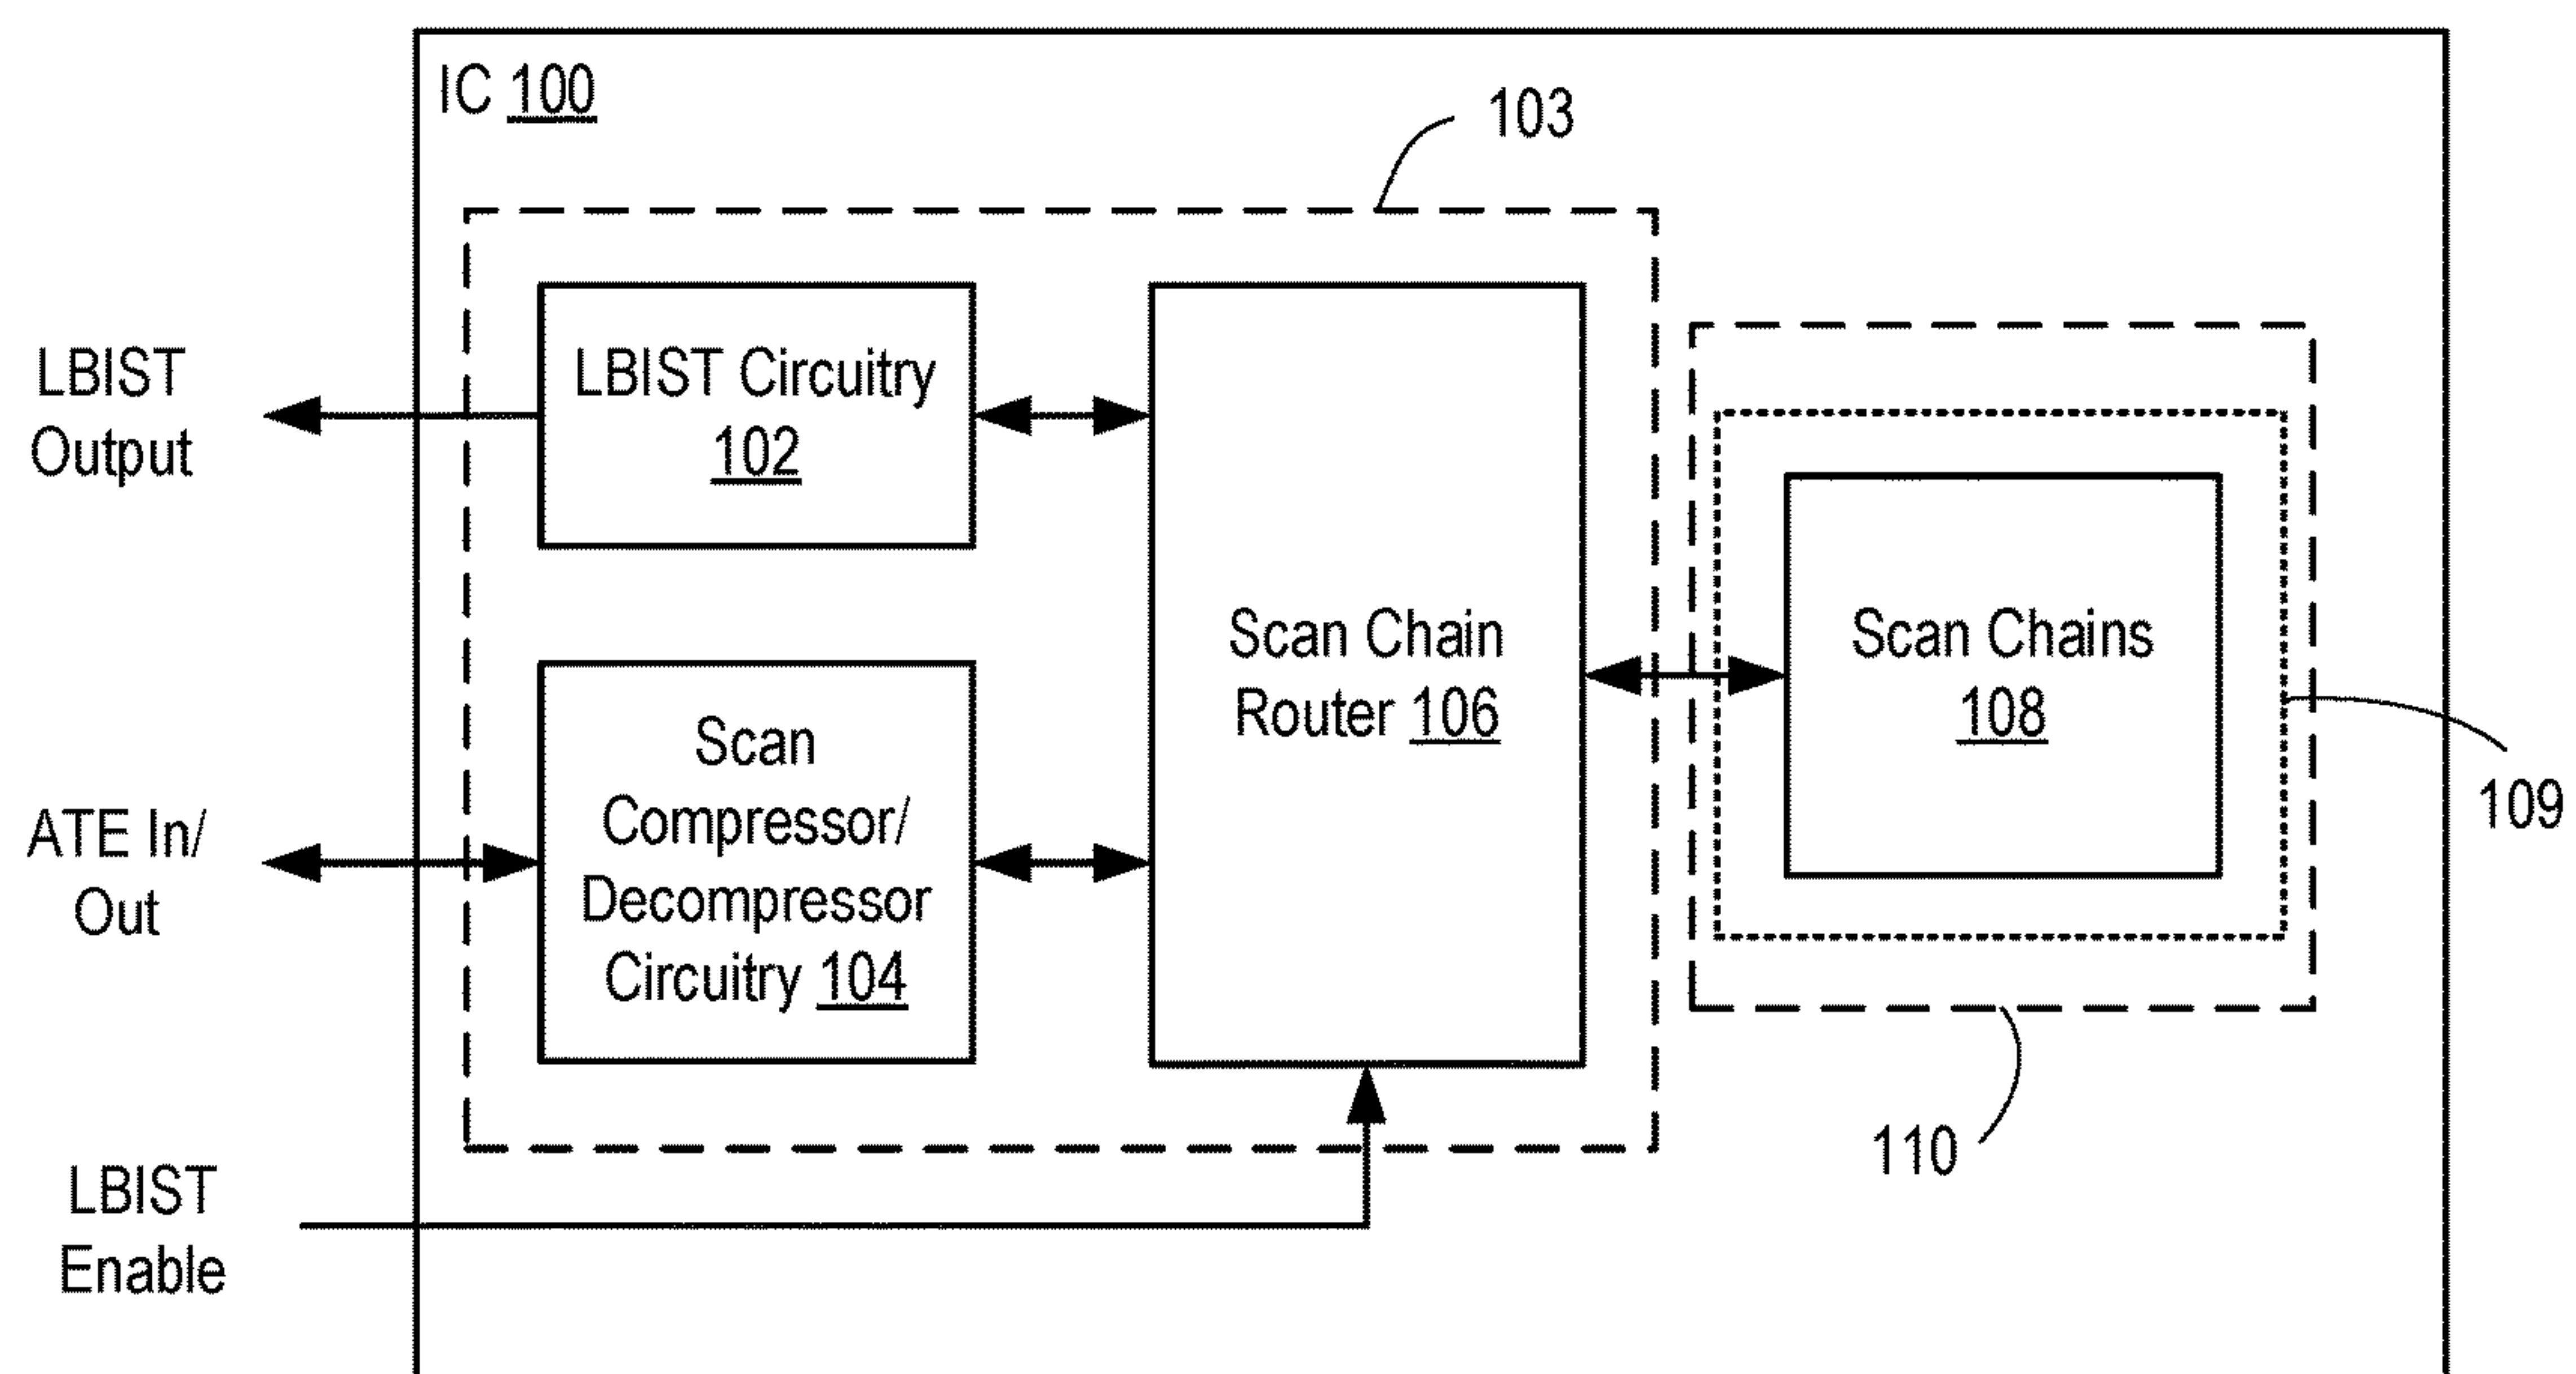 IC 100
103
LBIST
Output
LBIST Circuitry
102
Scan Chain
Router 106
Scan Chains
108
109
ATE In/
Out
Scan
Compressor/
Decompressor
Circuitry 104
110
LBIST
Enable